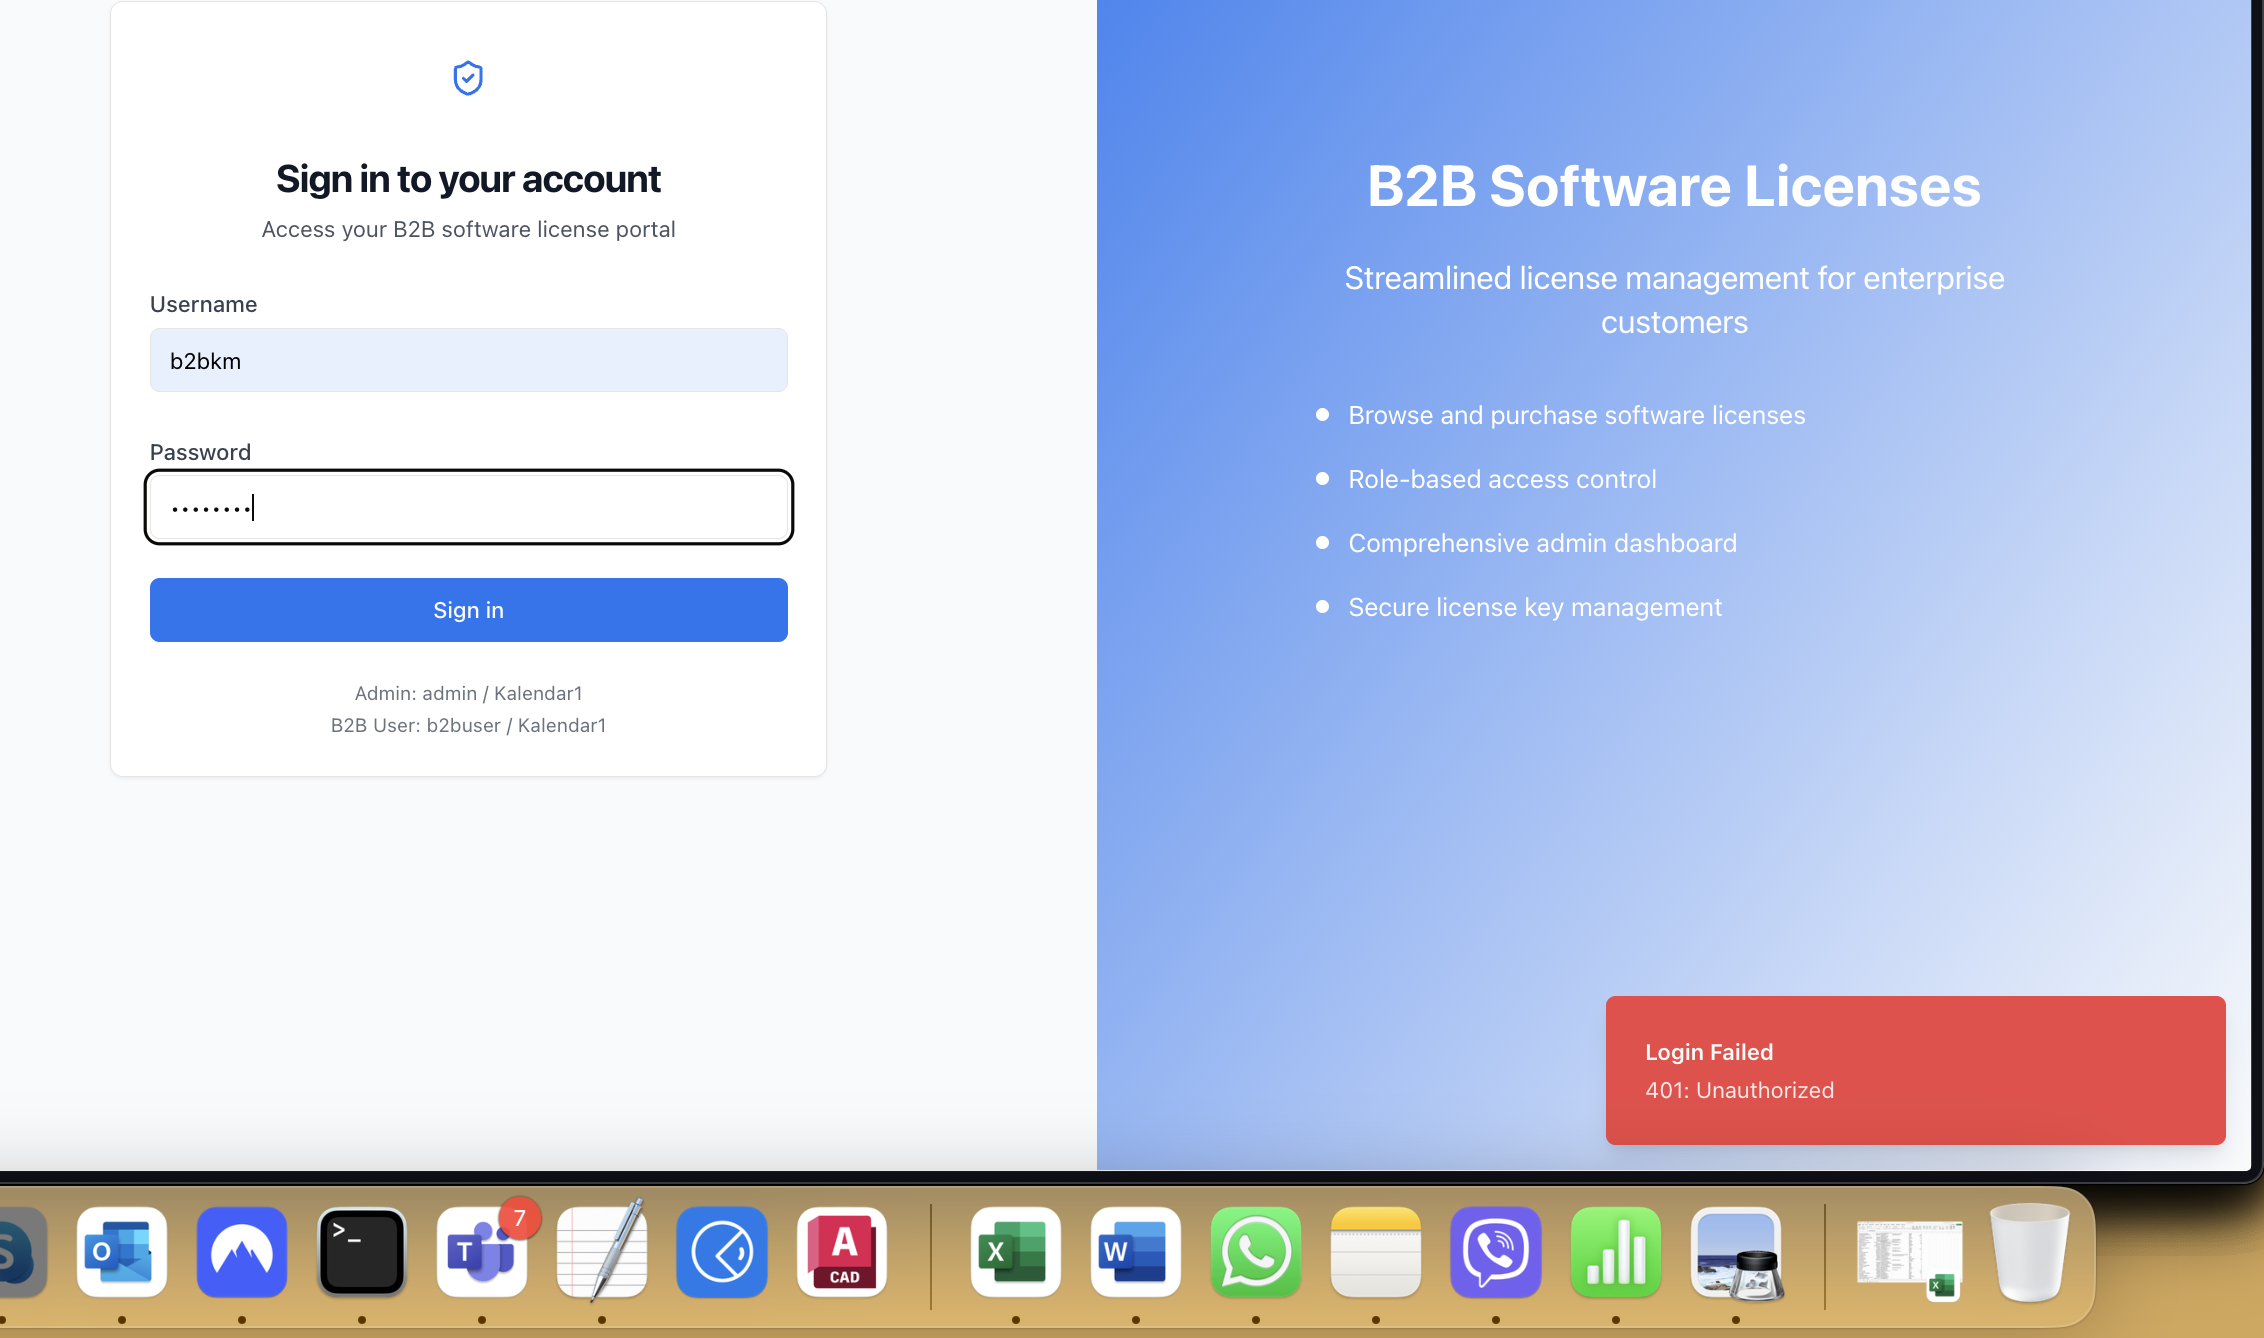 Sign in to your account
Access your B2B software license portal
Username
b2bkm
Password
Sign in
Admin: admin / Kalendar1
B2B User: b2buser / Kalendar1
B2B Software Licenses
Streamlined license management for enterprise
customers
Browse and purchase software licenses
Role-based access control
Comprehensive admin dashboard
Secure license key management
Login Failed
401: Unauthorized
S
O
>_
T
7
A
CAD
X
W
X